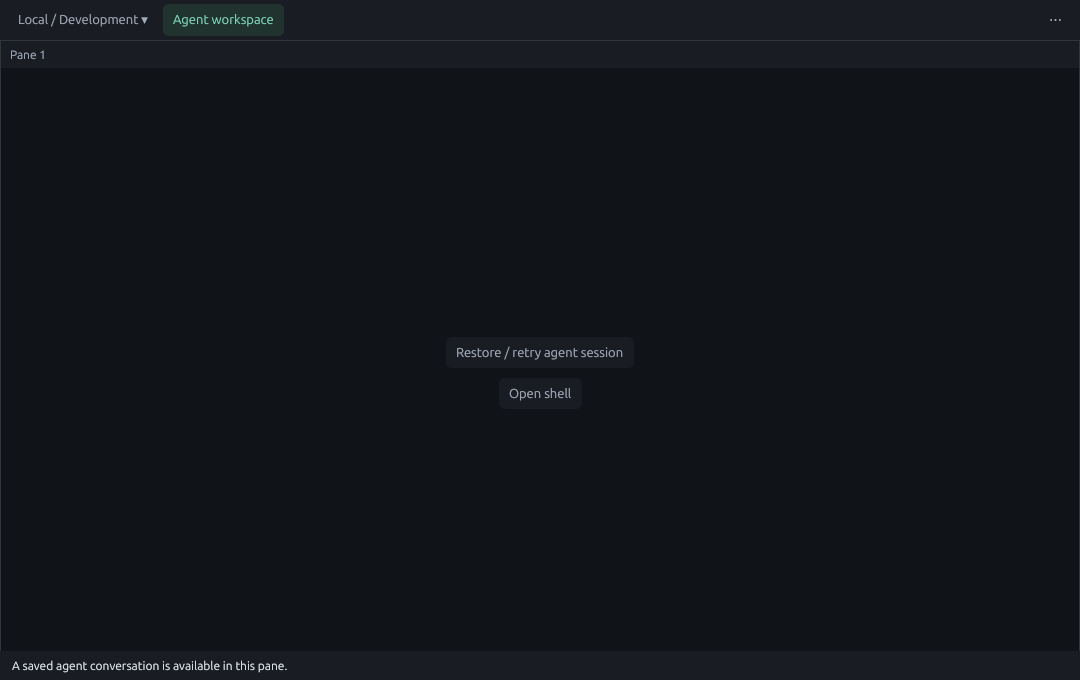 Local / Development ▾ Agent workspace ...
Pane 1
Restore / retry agent session
Open shell
A saved agent conversation is available in this pane.